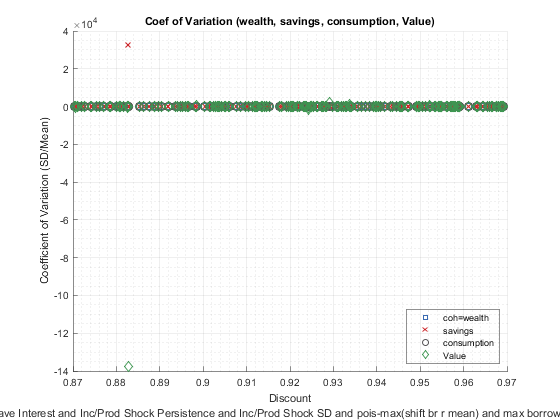 Coef of Variation (wealth, savings, consumption, Value)
×10^4
4
2
0
-2
-4
-6
-8
-10
-12
-14
Coefficient of Variation (SD/Mean)
0.87 0.88 0.89 0.9 0.91 0.92 0.93 0.94 0.95 0.96 0.97
coh=wealth
savings
consumption
Value
Discount
ave Interest and Inc/Prod Shock Persistence and Inc/Prod Shock SD and pois-max(shift br r mean) and max borrow